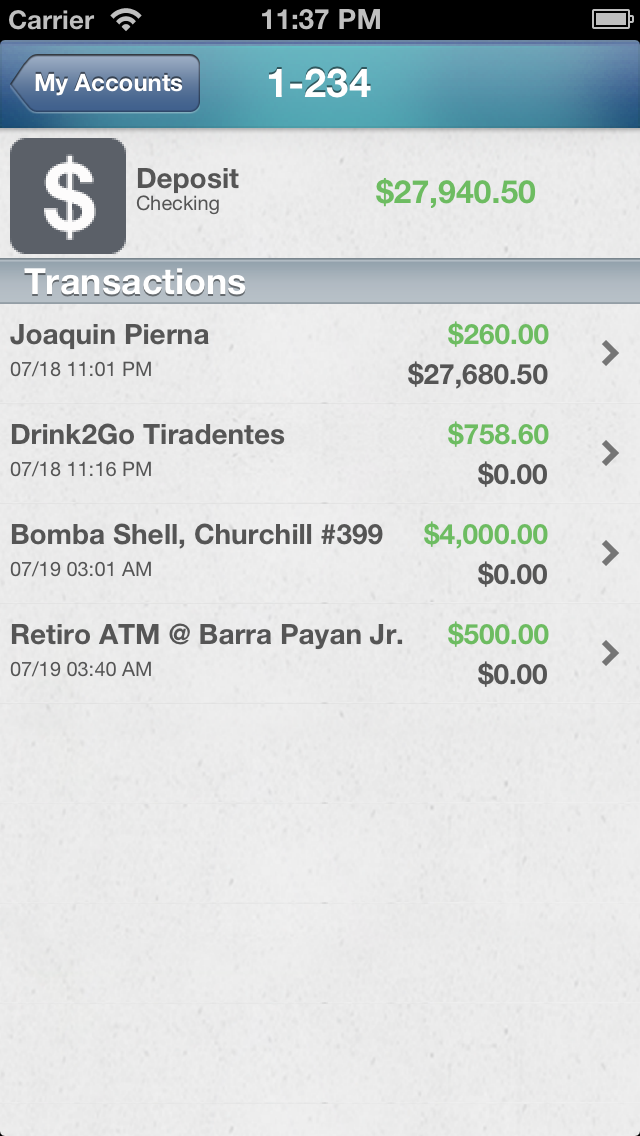 Carrier 11:37 PM
My Accounts 1-234
$ Deposit
Checking
$27,940.50
Transactions
Joaquin Pierna $260.00
07/18 11:01 PM $27,680.50
Drink2Go Tiradentes $758.60
07/18 11:16 PM $0.00
Bomba Shell, Churchill #399 $4,000.00
07/19 03:01 AM $0.00
Retiro ATM @ Barra Payan Jr. $500.00
07/19 03:40 AM $0.00